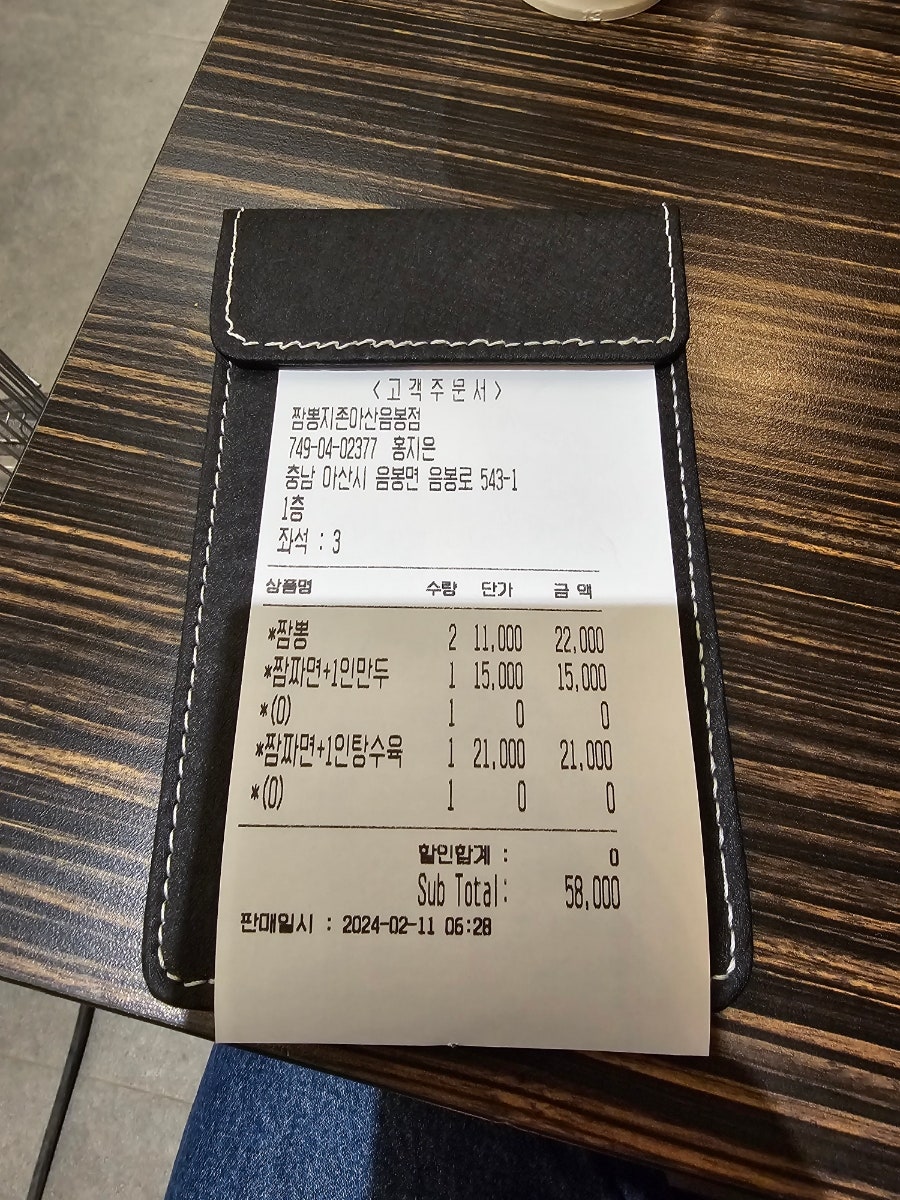 <고객주문서>
짬뽕지존아산음봉점
749-04-02377 홍지은
충남 아산시 음봉면 음봉로 543-1
1층
좌석 : 3
상품명 수량 단가 금 액
*짬뽕 2 11,000 22,000
*짬짜면+1인만두 1 15,000 15,000
*(0) 1 0 0
*짬짜면+1인탕수육 1 21,000 21,000
*(0) 1 0 0
할인합계 : 0
Sub Total: 58,000
판매일시 : 2024-02-11 06:28